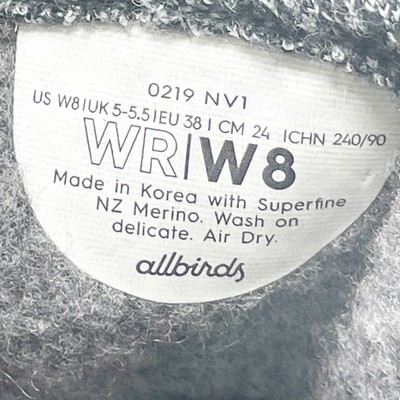 0219 NV1
US W8|UK 5-5.5|EU 38 | CM 24 |CHN 240/90
WR|W8
Made in Korea with Superfine
NZ Merino. Wash on
delicate. Air Dry.
allbirds